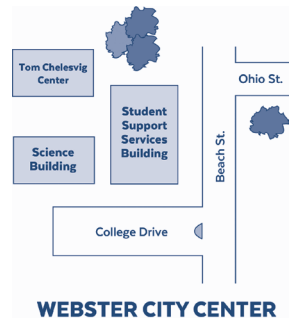 Tom Chelesvig
Center
Ohio St.
Student
Support
Services
Building
Beach St.
Science
Building
College Drive
WEBSTER CITY CENTER